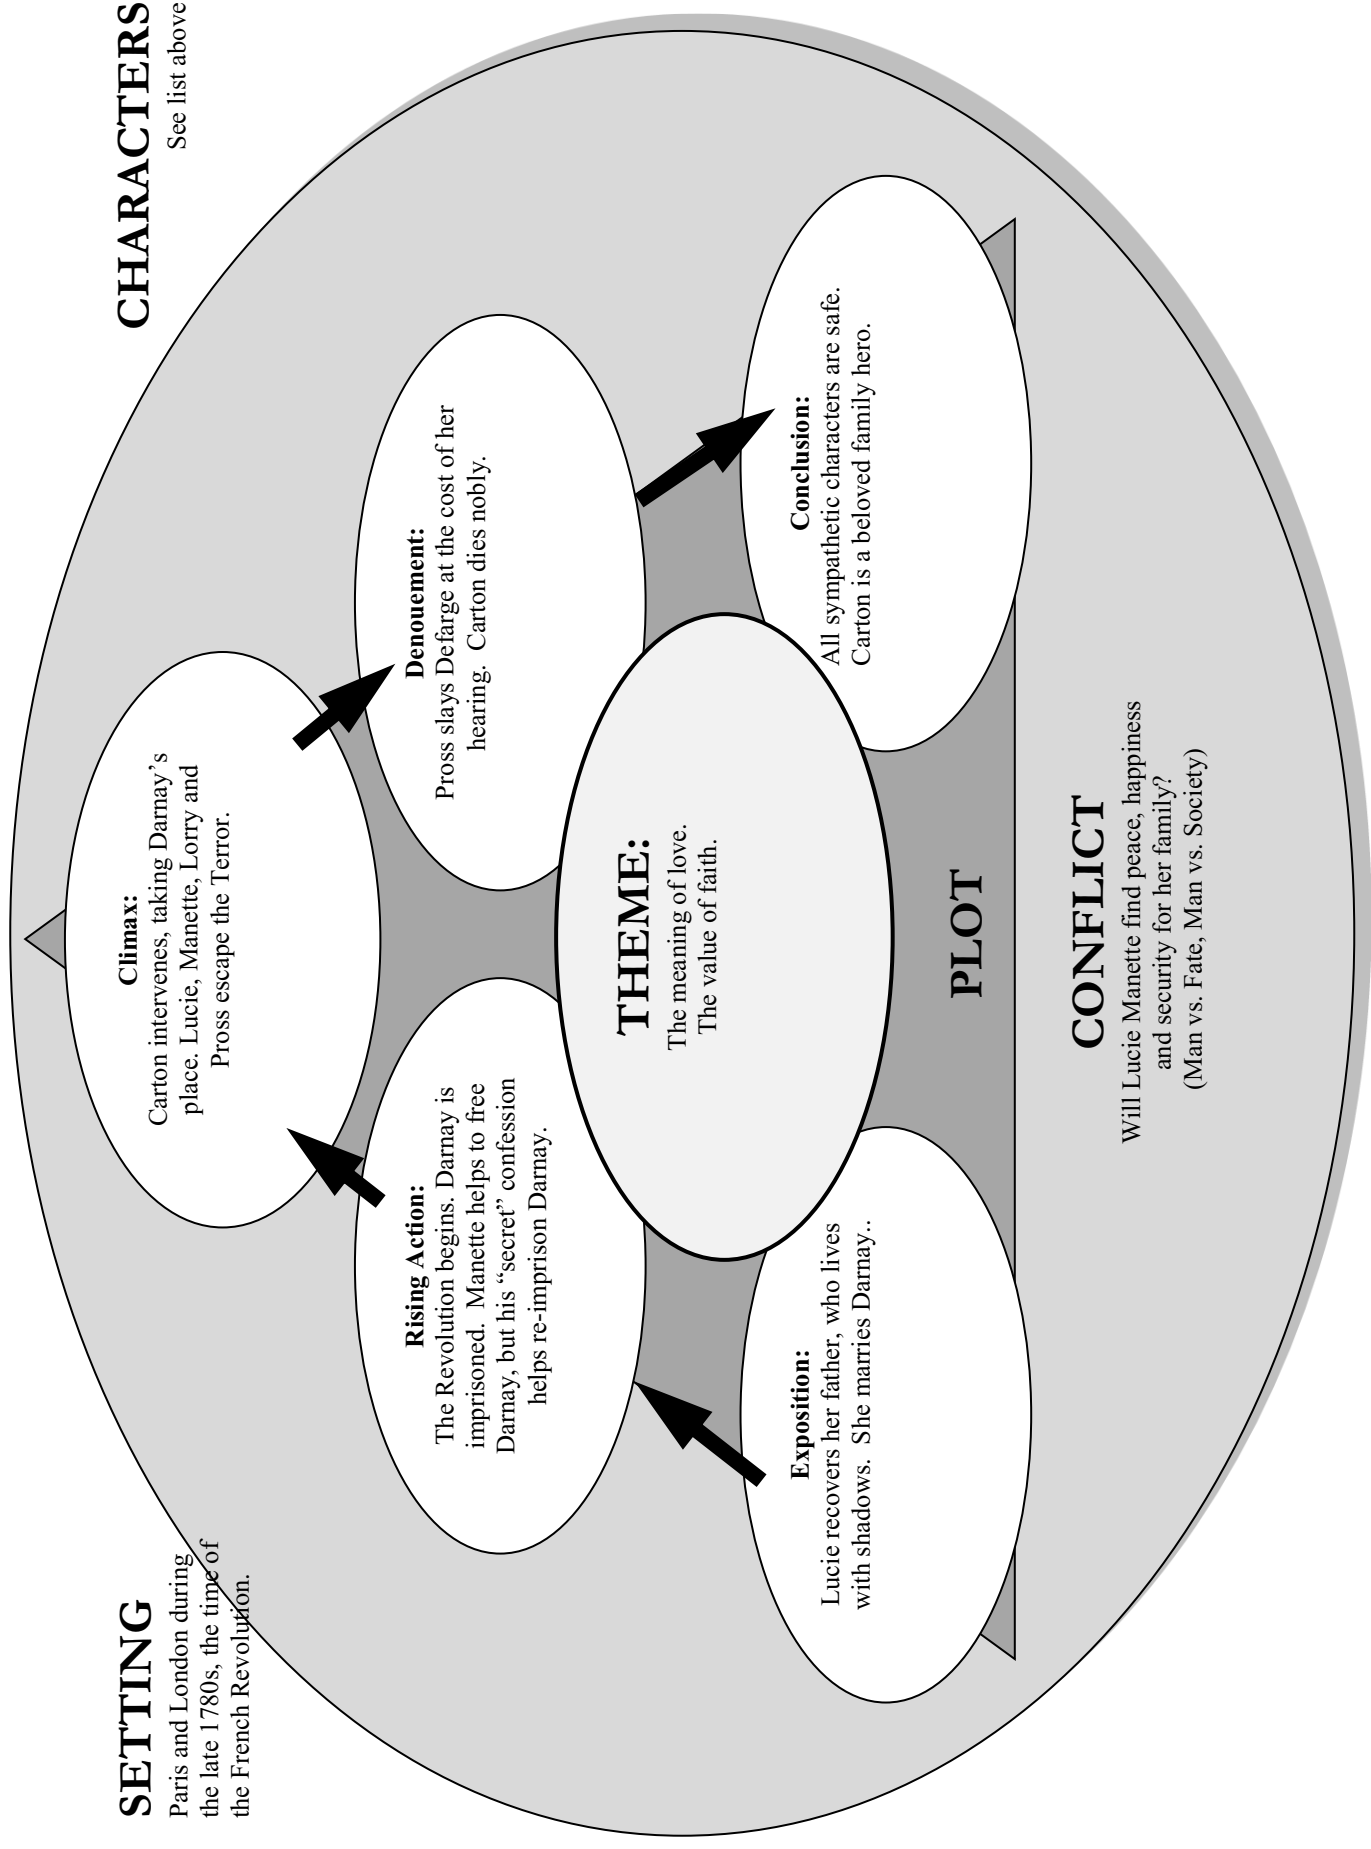 SETTING
Paris and London during
the late 1780s, the time of
the French Revolution.
CHARACTERS
See list above
Climax:
Carton intervenes, taking Darnay’s
place. Lucie, Manette, Lorry and
Pross escape the Terror.
Rising Action:
The Revolution begins. Darnay is
imprisoned.  Manette helps to free
Darnay, but his “secret” confession
helps re-imprison Darnay.
Denouement:
Pross slays Defarge at the cost of her
hearing.  Carton dies nobly.
THEME:
The meaning of love.
The value of faith.
Exposition:
Lucie recovers her father, who lives
with shadows.  She marries Darnay..
Conclusion:
All sympathetic characters are safe.
Carton is a beloved family hero.
PLOT
CONFLICT
Will Lucie Manette find peace, happiness
and security for her family?
(Man vs. Fate, Man vs. Society)